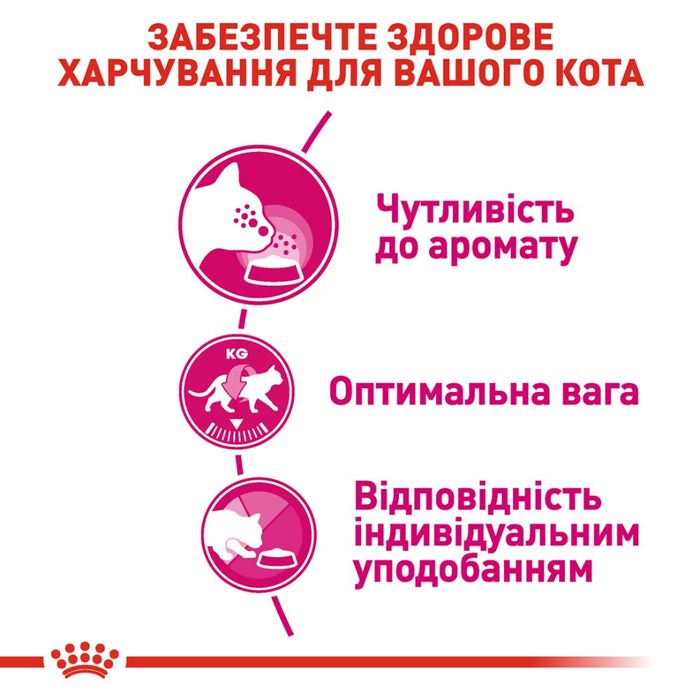 ЗАБЕЗПЕЧТЕ ЗДОРОВЕ
ХАРЧУВАННЯ ДЛЯ ВАШОГО КОТА
Чутливість
до аромату
KG
Оптимальна вага
Відповідність
індивідуальним
уподобанням